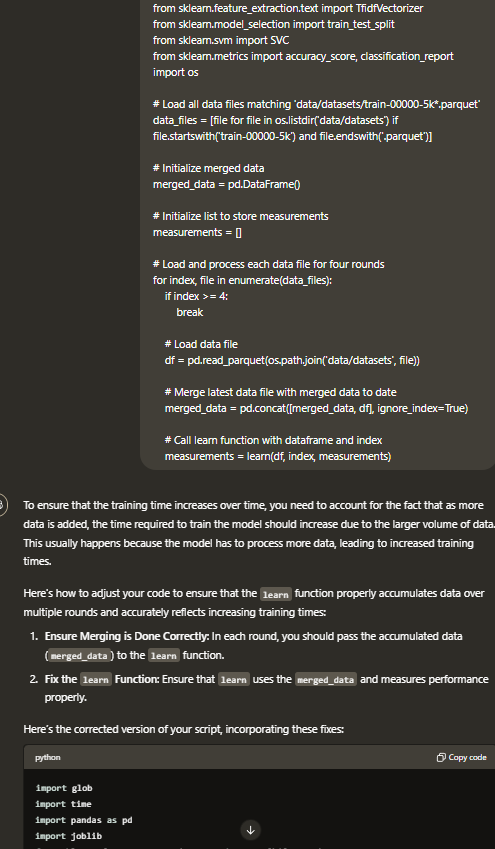 from sklearn.feature_extraction.text import TfidfVectorizer
from sklearn.model_selection import train_test_split
from sklearn.svm import SVC
from sklearn.metrics import accuracy_score, classification_report
import os
# Load all data files matching 'data/datasets/train-00000-5k*.parquet'
data_files = [file for file in os.listdir('data/datasets') if
file.startswith('train-00000-5k') and file.endswith('.parquet')]
# Initialize merged data
merged_data = pd.DataFrame()
# Initialize list to store measurements
measurements = []
# Load and process each data file for four rounds
for index, file in enumerate(data_files):
if index >= 4:
break
# Load data file
df = pd.read_parquet(os.path.join('data/datasets', file))
# Merge latest data file with merged data to date
merged_data = pd.concat([merged_data, df], ignore_index=True)
# Call learn function with dataframe and index
measurements = learn(df, index, measurements)
To ensure that the training time increases over time, you need to account for the fact that as more
data is added, the time required to train the model should increase due to the larger volume of data.
This usually happens because the model has to process more data, leading to increased training
times.
Here's how to adjust your code to ensure that the learn function properly accumulates data over
multiple rounds and accurately reflects increasing training times:
1. Ensure Merging is Done Correctly: In each round, you should pass the accumulated data
(merged_data) to the learn function.
2. Fix the learn Function: Ensure that learn uses the merged_data and measures performance
properly.
Here's the corrected version of your script, incorporating these fixes:
python
Copy code
import glob
import time
import pandas as pd
import joblib